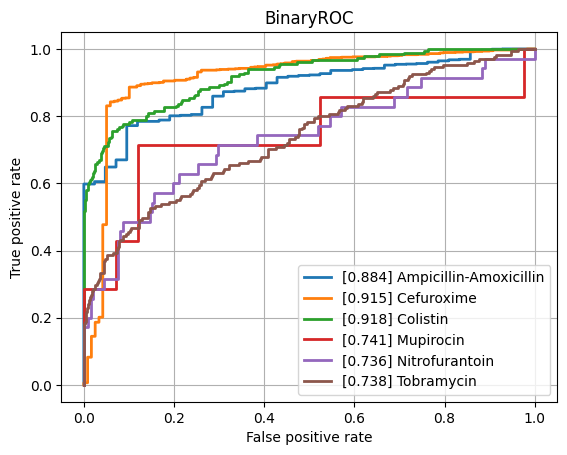 BinaryROC
1.0
0.8
0.6
0.4
0.2
0.0
True positive rate
[0.884] Ampicillin-Amoxicillin
[0.915] Cefuroxime
[0.918] Colistin
[0.741] Mupirocin
[0.736] Nitrofurantoin
[0.738] Tobramycin
0.0 0.2 0.4 0.6 0.8 1.0
False positive rate